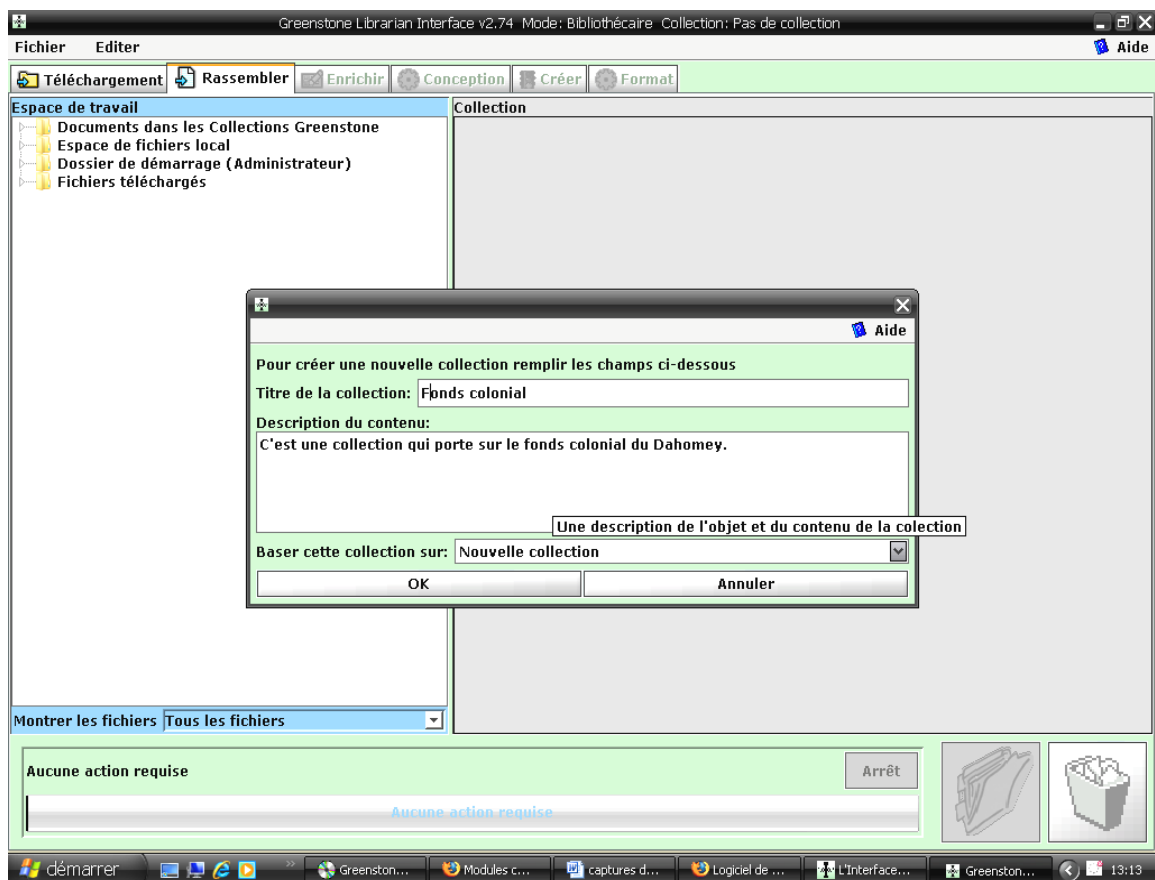 Greenstone Librarian Interface v2.74 Mode: Bibliothécaire Collection: Pas de collection
Fichier Editer Aide
Téléchargement Rassembler Enrichir Conception Créer Format
Espace de travail Collection
Documents dans les Collections Greenstone
Espace de fichiers local
Dossier de démarrage (Administrateur)
Fichiers téléchargés
Aide
Pour créer une nouvelle collection remplir les champs ci-dessous
Titre de la collection: Fonds colonial
Description du contenu:
C'est une collection qui porte sur le fonds colonial du Dahomey.
Une description de l'objet et du contenu de la colection
Baser cette collection sur: Nouvelle collection
OK Annuler
Montrer les fichiers Tous les fichiers
Aucune action requise Arrêt
Aucune action requise
démarrer Greenston... Modules c... captures d... Logiciel de ... L'Interface... Greenston... 13:13